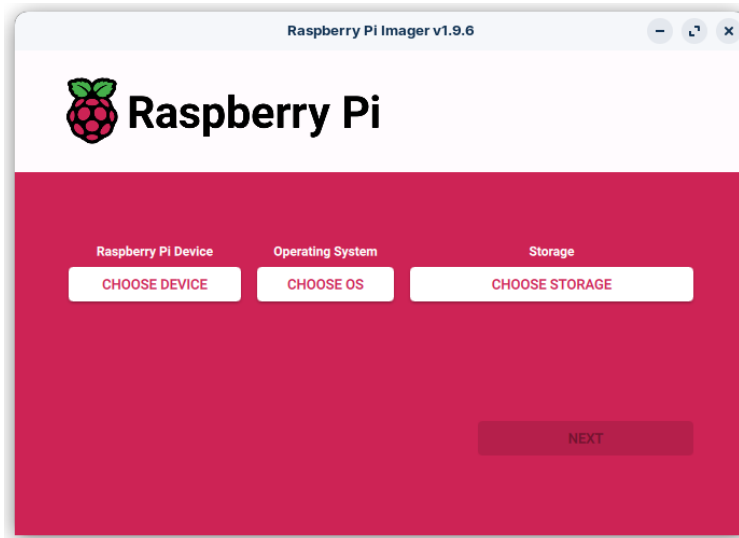 Raspberry Pi Imager v1.9.6
Raspberry Pi
Raspberry Pi Device Operating System Storage
CHOOSE DEVICE CHOOSE OS CHOOSE STORAGE
NEXT